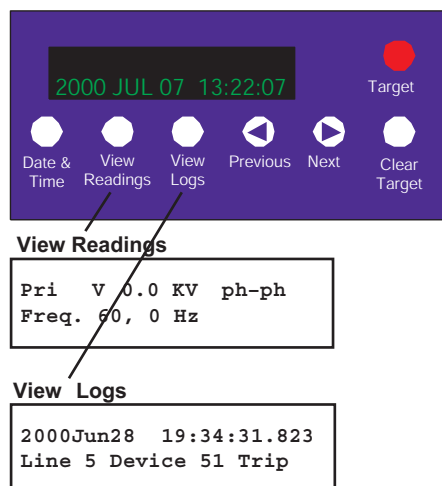 2000 JUL 07 13:22:07
Target
Date & Time
View Readings
View Logs
Previous
Next
Clear Target
View Readings
Pri V 0.0 KV ph-ph
Freq. 60, 0 Hz
View Logs
2000Jun28 19:34:31.823
Line 5 Device 51 Trip